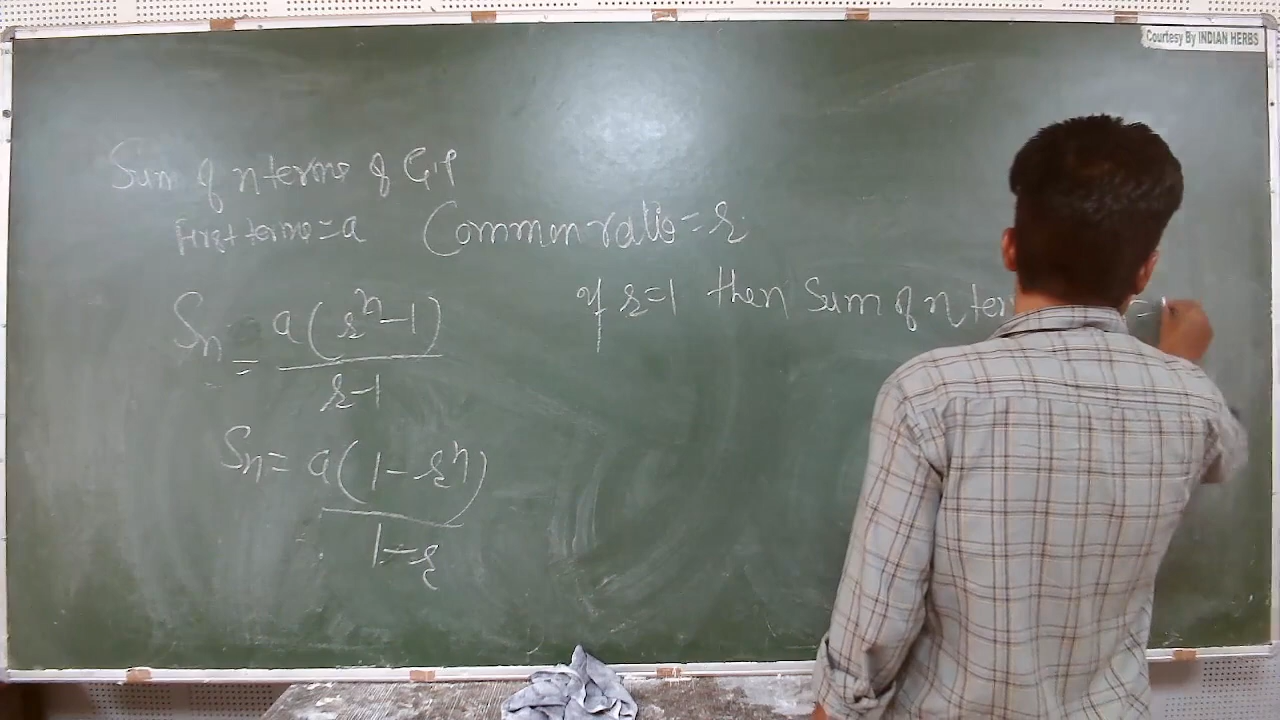 Courtesy By INDIAN HERBS
Sum of n terms of G.P
First terms = a Common ratio = r
Sn = a(r^n-1)
r-1
if r=1 then Sum of n ter =
Sn = a(1-r^n)
1-r